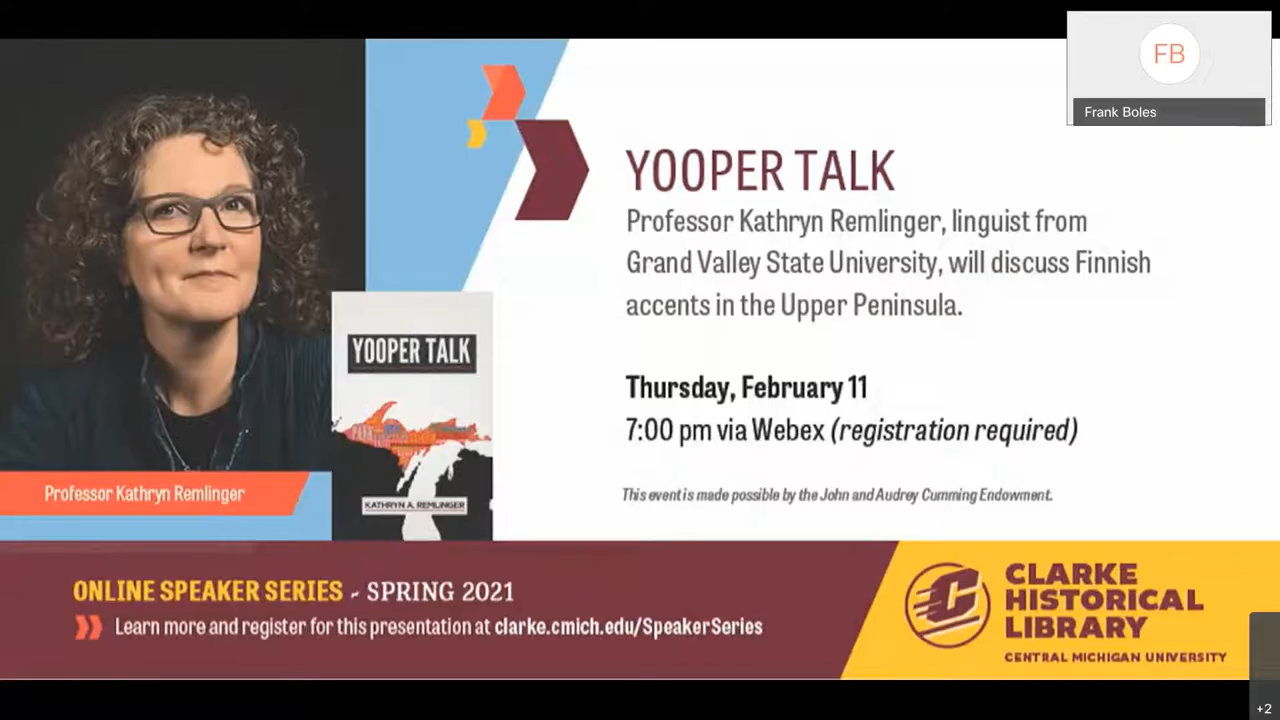 FB
Frank Boles
YOOPER TALK
Professor Kathryn Remlinger, linguist from
Grand Valley State University, will discuss Finnish
accents in the Upper Peninsula.
Thursday, February 11
7:00 pm via Webex (registration required)
This event is made possible by the John and Audrey Cumming Endowment.
YOOPER TALK
KATHRYN A. REMLINGER
Professor Kathryn Remlinger
ONLINE SPEAKER SERIES - SPRING 2021
Learn more and register for this presentation at clarke.cmich.edu/SpeakerSeries
C
CLARKE
HISTORICAL
LIBRARY
CENTRAL MICHIGAN UNIVERSITY
+2